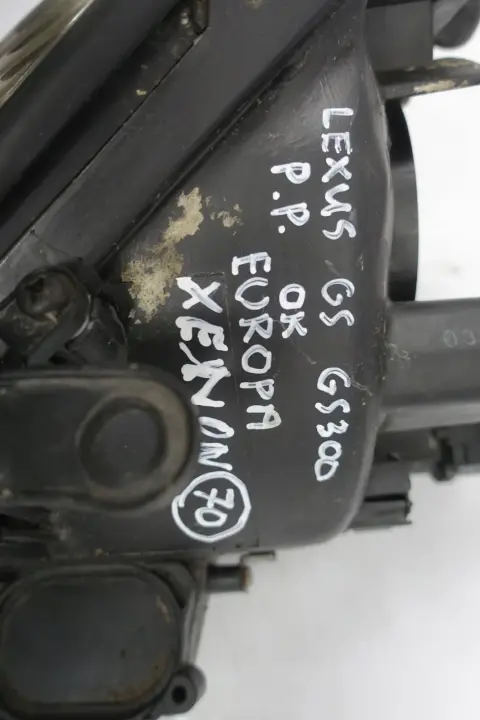 LEXUS GS GS300
P.P. OK
EUROPA
XENON 70